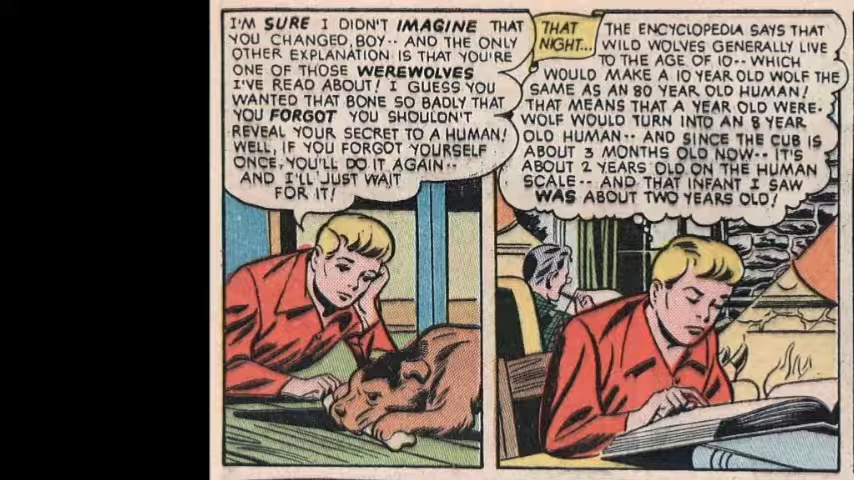 I'M SURE I DIDN'T IMAGINE THAT
YOU CHANGED, BOY-- AND THE ONLY
OTHER EXPLANATION IS THAT YOU'RE
ONE OF THOSE WEREWOLVES
I'VE READ ABOUT! I GUESS YOU
WANTED THAT BONE SO BADLY THAT
YOU FORGOT YOU SHOULDN'T
REVEAL YOUR SECRET TO A HUMAN!
WELL, IF YOU FORGOT YOURSELF
ONCE, YOU'LL DO IT AGAIN--
AND I'LL JUST WAIT
FOR IT!
THAT
NIGHT...
THE ENCYCLOPEDIA SAYS THAT
WILD WOLVES GENERALLY LIVE
TO THE AGE OF 10-- WHICH
WOULD MAKE A 10 YEAR OLD WOLF THE
SAME AS AN 80 YEAR OLD HUMAN!
THAT MEANS THAT A YEAR OLD WERE-
WOLF WOULD TURN INTO AN 8 YEAR
OLD HUMAN-- AND SINCE THE CUB IS
ABOUT 3 MONTHS OLD NOW-- IT'S
ABOUT 2 YEARS OLD ON THE HUMAN
SCALE-- AND THAT INFANT I SAW
WAS ABOUT TWO YEARS OLD!